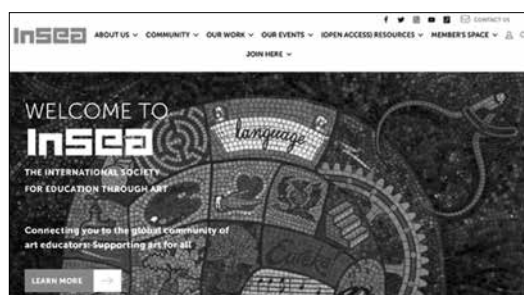 CONTACT US
InSEA
ABOUT US COMMUNITY OUR WORK OUR EVENTS (OPEN ACCESS) RESOURCES MEMBER'S SPACE
JOIN HERE
WELCOME TO
InSEA
THE INTERNATIONAL SOCIETY
FOR EDUCATION THROUGH ART
language
Connecting you to the global community of
art educators: Supporting art for all
LEARN MORE